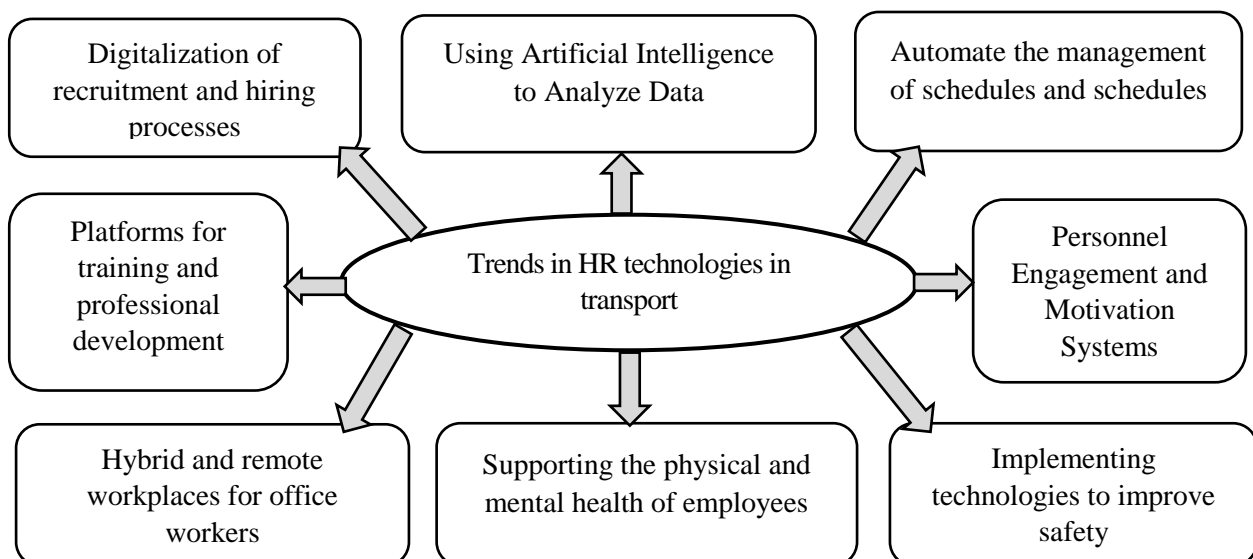 Digitalization of
recruitment and hiring
processes
Using Artificial Intelligence
to Analyze Data
Automate the management
of schedules and schedules
Platforms for
training and
professional
development
Trends in HR technologies in
transport
Personnel
Engagement and
Motivation
Systems
Hybrid and remote
workplaces for office
workers
Supporting the physical and
mental health of employees
Implementing
technologies to improve
safety